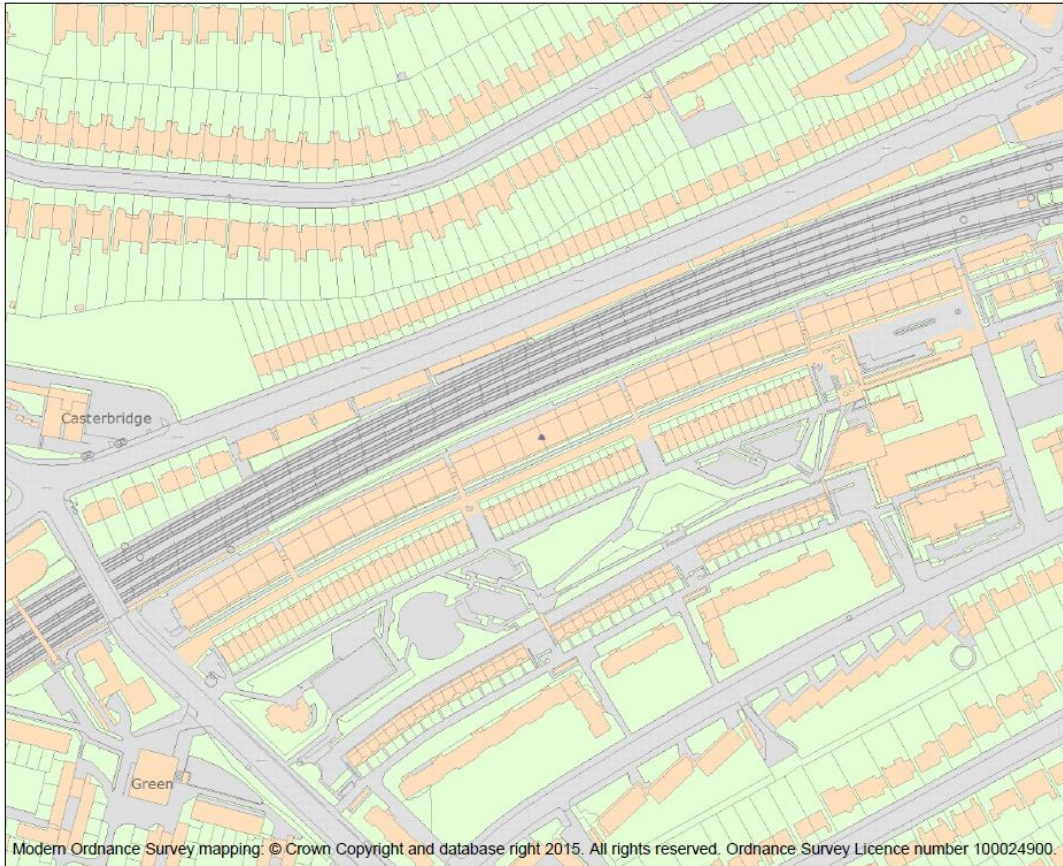 Casterbridge
Green
Modern Ordnance Survey mapping: © Crown Copyright and database right 2015. All rights reserved. Ordnance Survey Licence number 100024900.